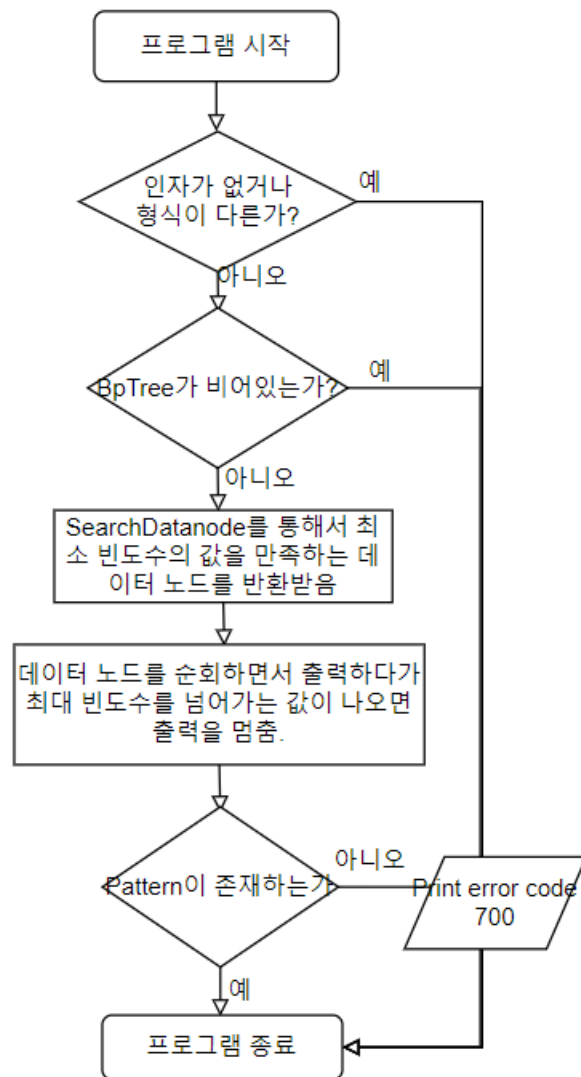 프로그램 시작
인자가 없거나
형식이 다른가?
예
아니오
BpTree가 비어있는가?
예
아니오
SearchDatanode를 통해서 최
소 빈도수의 값을 만족하는 데
이터 노드를 반환받음
데이터 노드를 순회하면서 출력하다가
최대 빈도수를 넘어가는 값이 나오면
출력을 멈춤.
Pattern이 존재하는가
아니오
Print error code
700
예
프로그램 종료